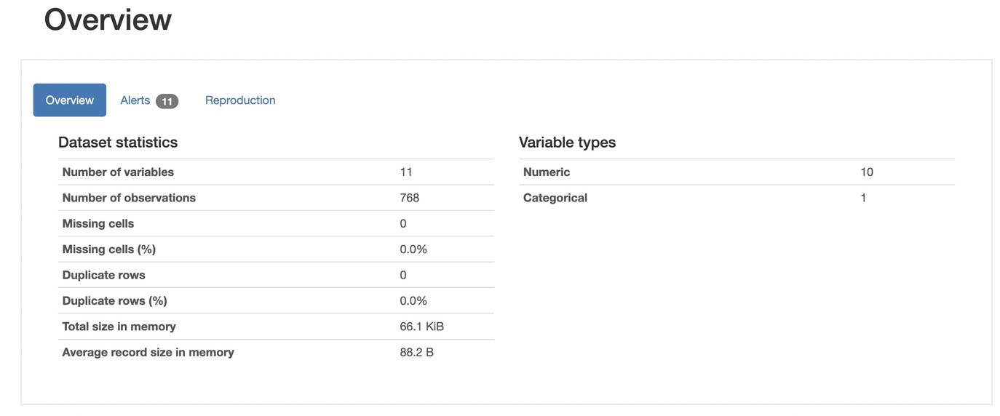 Overview
Overview Alerts 11 Reproduction
Dataset statistics
Number of variables 11
Number of observations 768
Missing cells 0
Missing cells (%) 0.0%
Duplicate rows 0
Duplicate rows (%) 0.0%
Total size in memory 66.1 KiB
Average record size in memory 88.2 B
Variable types
Numeric 10
Categorical 1